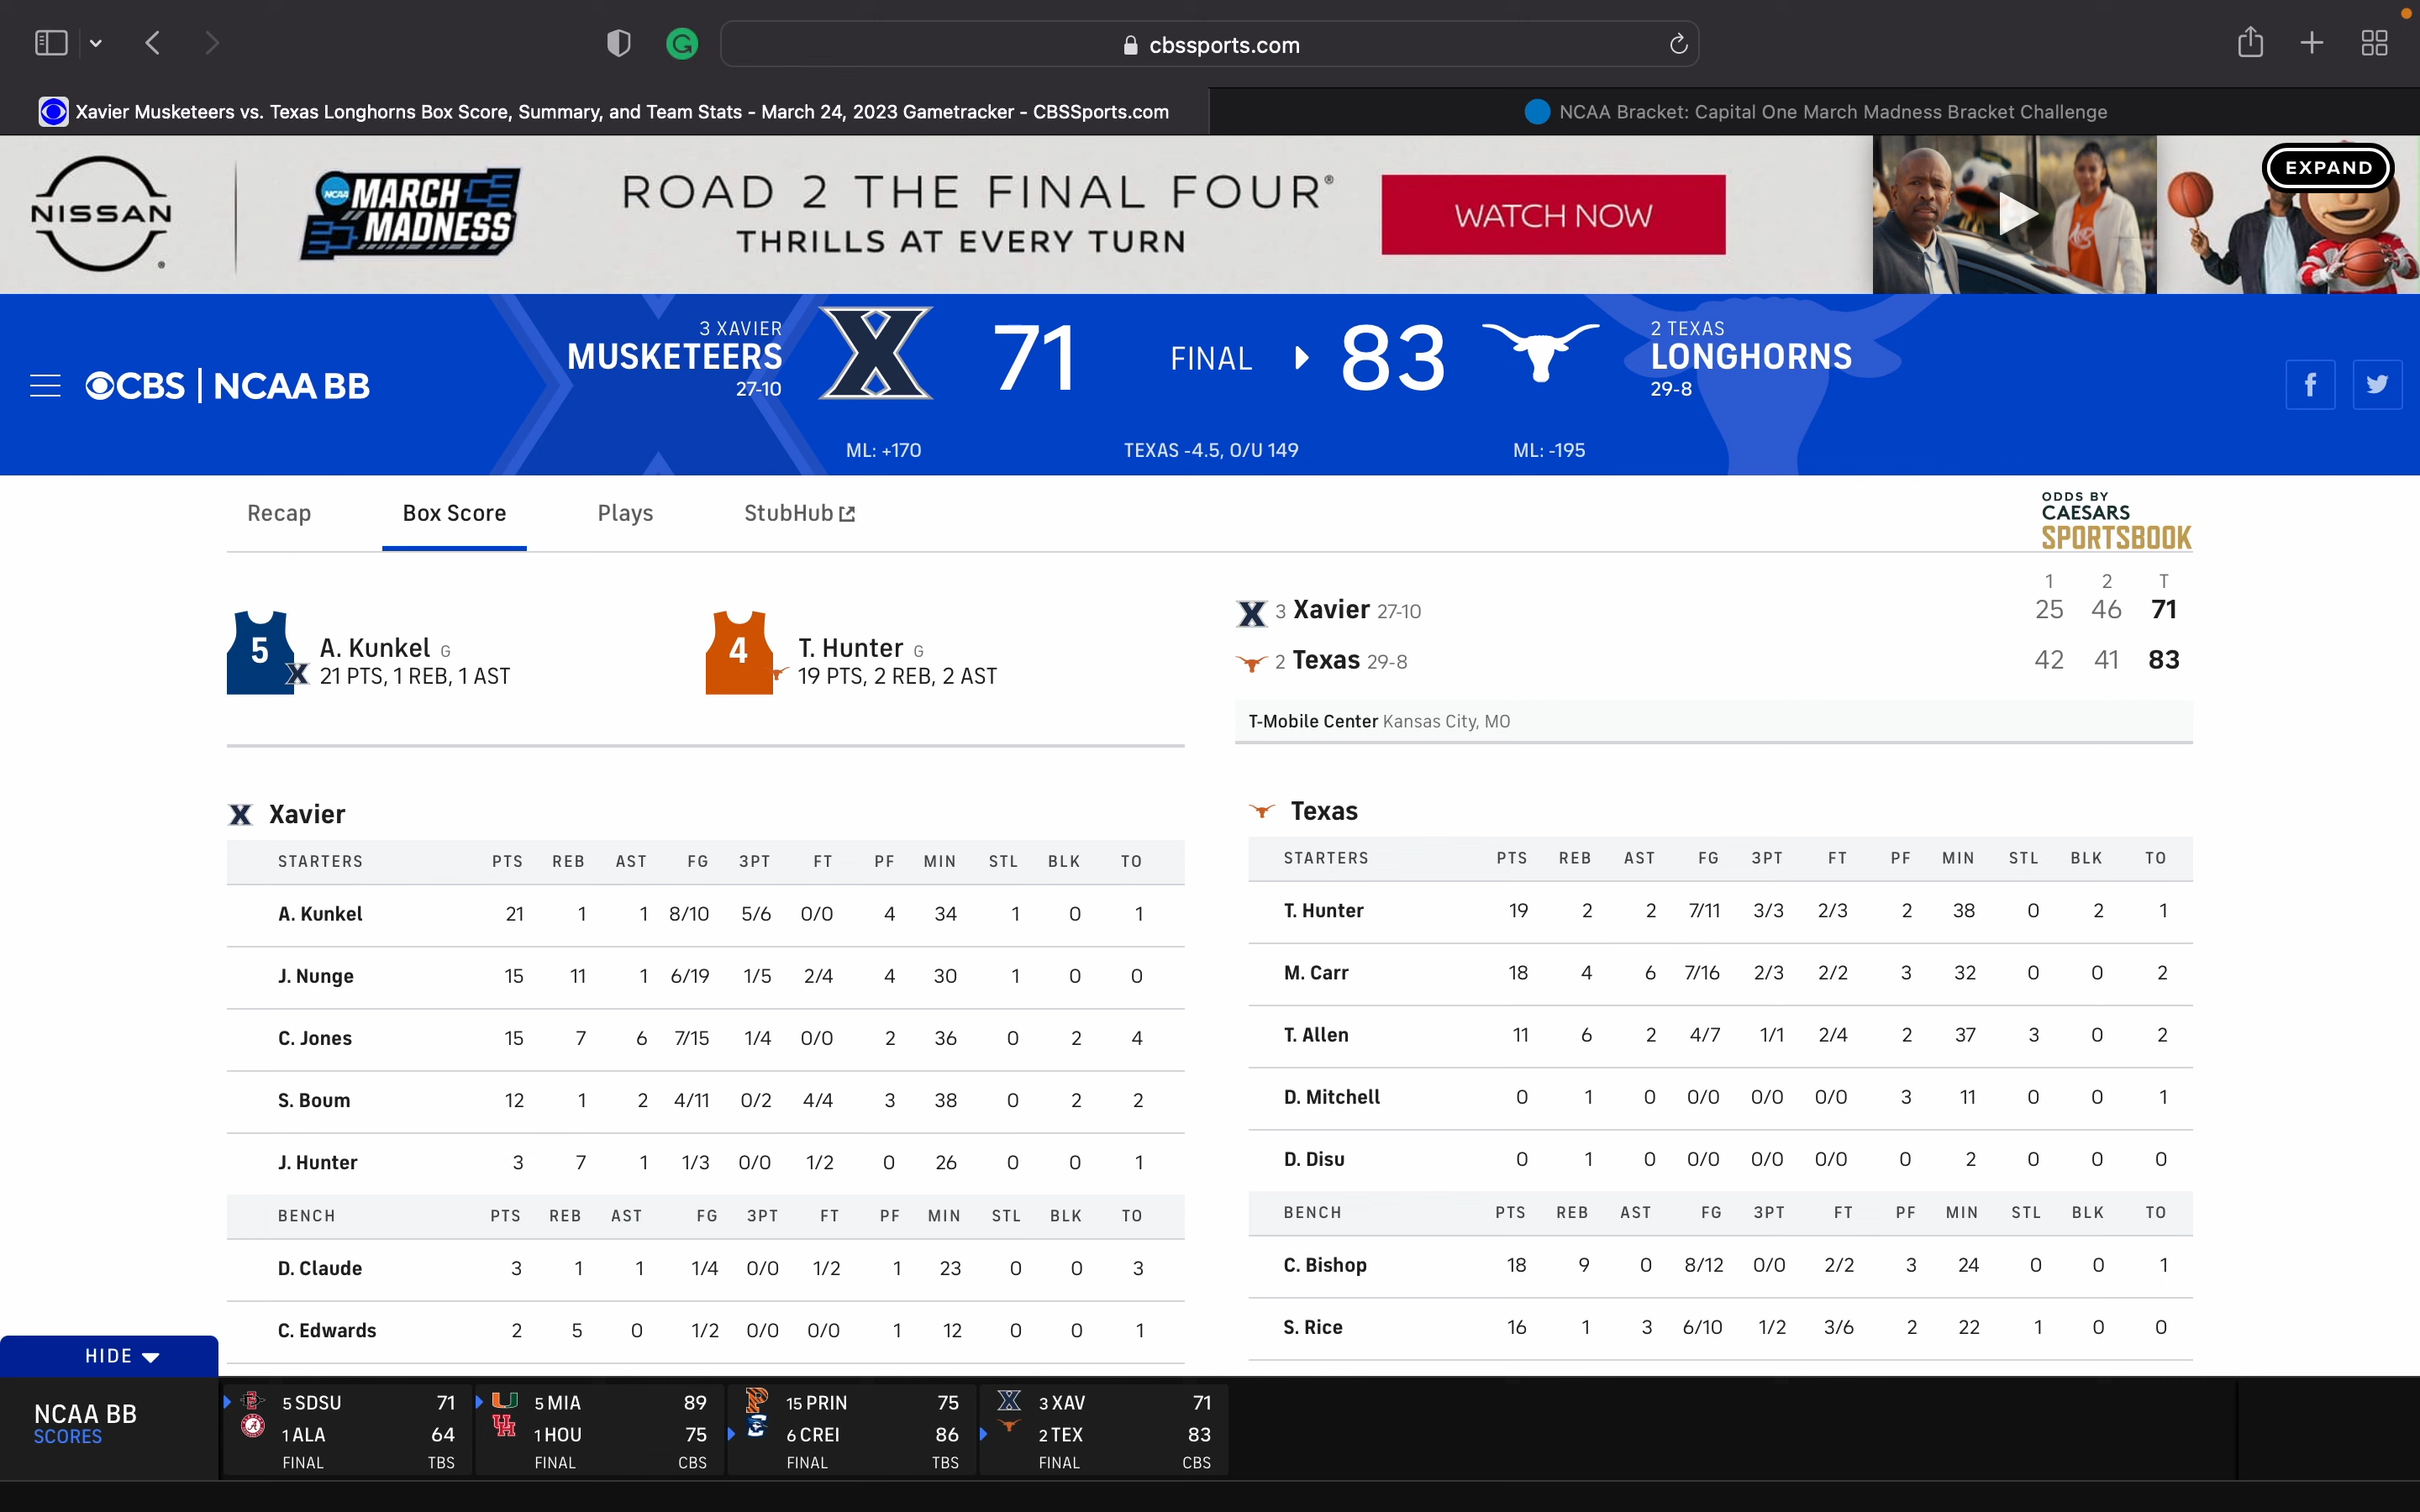 cbssports.com
Xavier Musketeers vs. Texas Longhorns Box Score, Summary, and Team Stats - March 24, 2023 Gametracker - CBSSports.com
NCAA Bracket: Capital One March Madness Bracket Challenge
NISSAN
NCAA MARCH MADNESS
ROAD 2 THE FINAL FOUR®
THRILLS AT EVERY TURN
WATCH NOW
EXPAND
CBS | NCAA BB
3 XAVIER
MUSKETEERS
27-10
X
71
FINAL
83
2 TEXAS
LONGHORNS
29-8
f
ML: +170
TEXAS -4.5, O/U 149
ML: -195
Recap Box Score Plays StubHub
ODDS BY
CAESARS
SPORTSBOOK
5
A. Kunkel G
21 PTS, 1 REB, 1 AST
4
T. Hunter G
19 PTS, 2 REB, 2 AST
1 2 T
3 Xavier 27-10 25 46 71
2 Texas 29-8 42 41 83
T-Mobile Center Kansas City, MO
Xavier
STARTERS PTS REB AST FG 3PT FT PF MIN STL BLK TO
A. Kunkel 21 1 1 8/10 5/6 0/0 4 34 1 0 1
J. Nunge 15 11 1 6/19 1/5 2/4 4 30 1 0 0
C. Jones 15 7 6 7/15 1/4 0/0 2 36 0 2 4
S. Boum 12 1 2 4/11 0/2 4/4 3 38 0 2 2
J. Hunter 3 7 1 1/3 0/0 1/2 0 26 0 0 1
BENCH PTS REB AST FG 3PT FT PF MIN STL BLK TO
D. Claude 3 1 1 1/4 0/0 1/2 1 23 0 0 3
C. Edwards 2 5 0 1/2 0/0 0/0 1 12 0 0 1
Texas
STARTERS PTS REB AST FG 3PT FT PF MIN STL BLK TO
T. Hunter 19 2 2 7/11 3/3 2/3 2 38 0 2 1
M. Carr 18 4 6 7/16 2/3 2/2 3 32 0 0 2
T. Allen 11 6 2 4/7 1/1 2/4 2 37 3 0 2
D. Mitchell 0 1 0 0/0 0/0 0/0 3 11 0 0 1
D. Disu 0 1 0 0/0 0/0 0/0 0 2 0 0 0
BENCH PTS REB AST FG 3PT FT PF MIN STL BLK TO
C. Bishop 18 9 0 8/12 0/0 2/2 3 24 0 0 1
S. Rice 16 1 3 6/10 1/2 3/6 2 22 1 0 0
HIDE
NCAA BB
SCORES
5 SDSU 71
1 ALA 64
FINAL TBS
5 MIA 89
1 HOU 75
FINAL CBS
15 PRIN 75
6 CREI 86
FINAL TBS
3 XAV 71
2 TEX 83
FINAL CBS